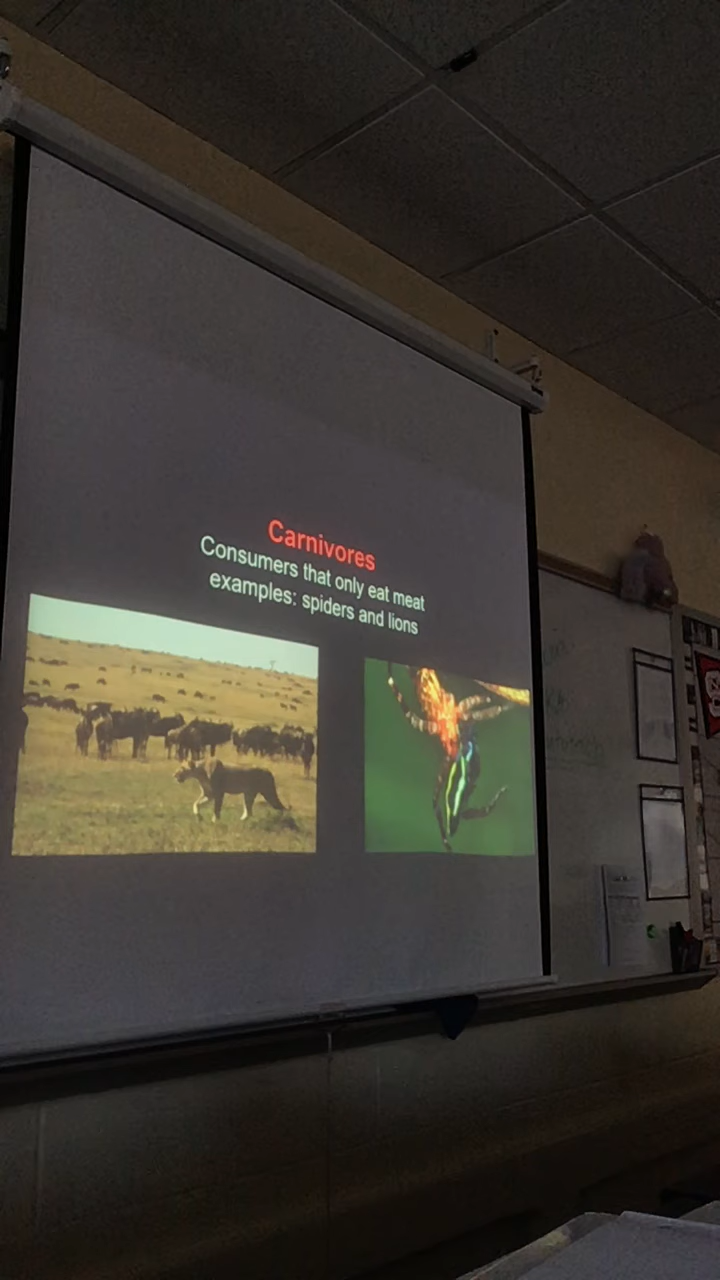 Carnivores
Consumers that only eat meat
examples: spiders and lions